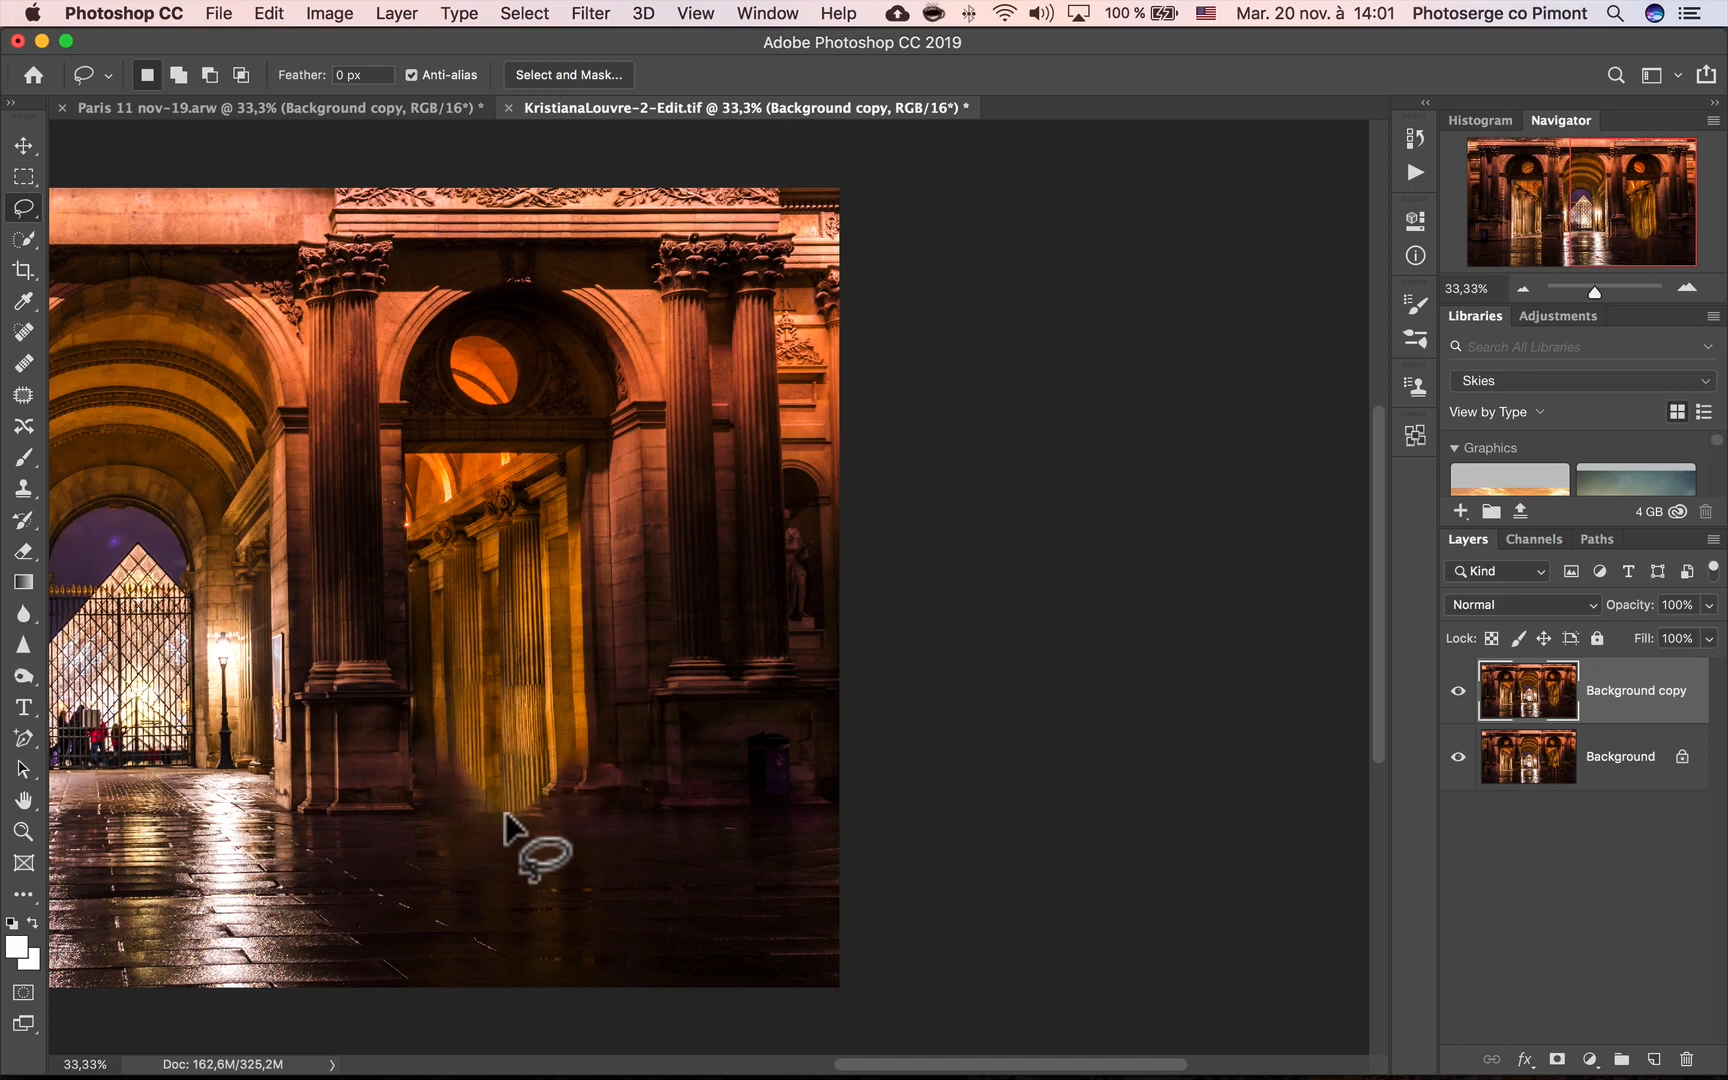 Photoshop CC File Edit Image Layer Type Select Filter 3D View Window Help 100 % Mar. 20 nov. à 14:01 Photoserge co Pimont
Adobe Photoshop CC 2019
Feather: 0 px Anti-alias Select and Mask...
Paris 11 nov-19.arw @ 33,3% (Background copy, RGB/16*) *
KristianaLouvre-2-Edit.tif @ 33,3% (Background copy, RGB/16*) *
Histogram Navigator
33,33%
Libraries Adjustments
Search All Libraries
Skies
View by Type
Graphics
4 GB
Layers Channels Paths
Kind
Normal Opacity: 100%
Lock: Fill: 100%
Background copy
Background
33,33% Doc: 162,6M/325,2M